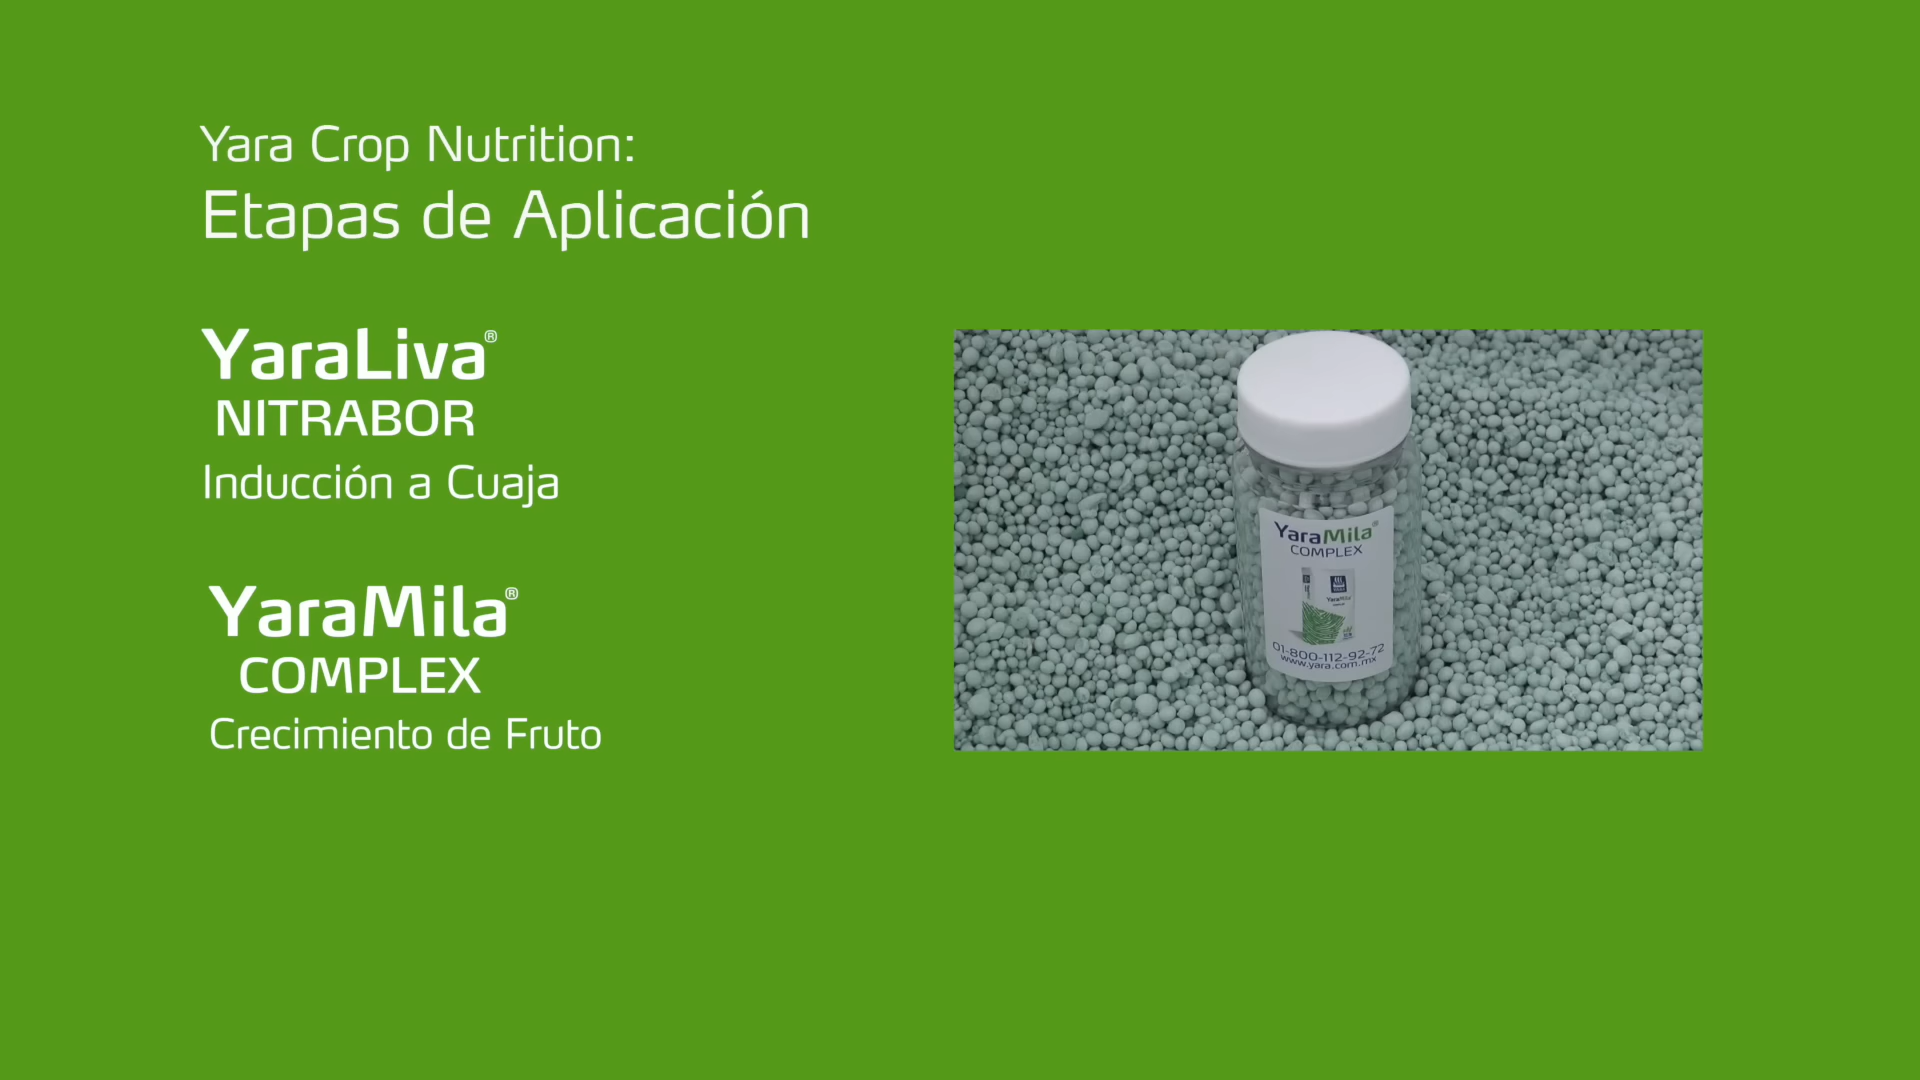 Yara Crop Nutrition:
Etapas de Aplicación
YaraLiva®
NITRABOR
Inducción a Cuaja
YaraMila®
COMPLEX
Crecimiento de Fruto
YaraMila®
COMPLEX
YaraMila
01-800-112-92-72
www.yara.com.mx